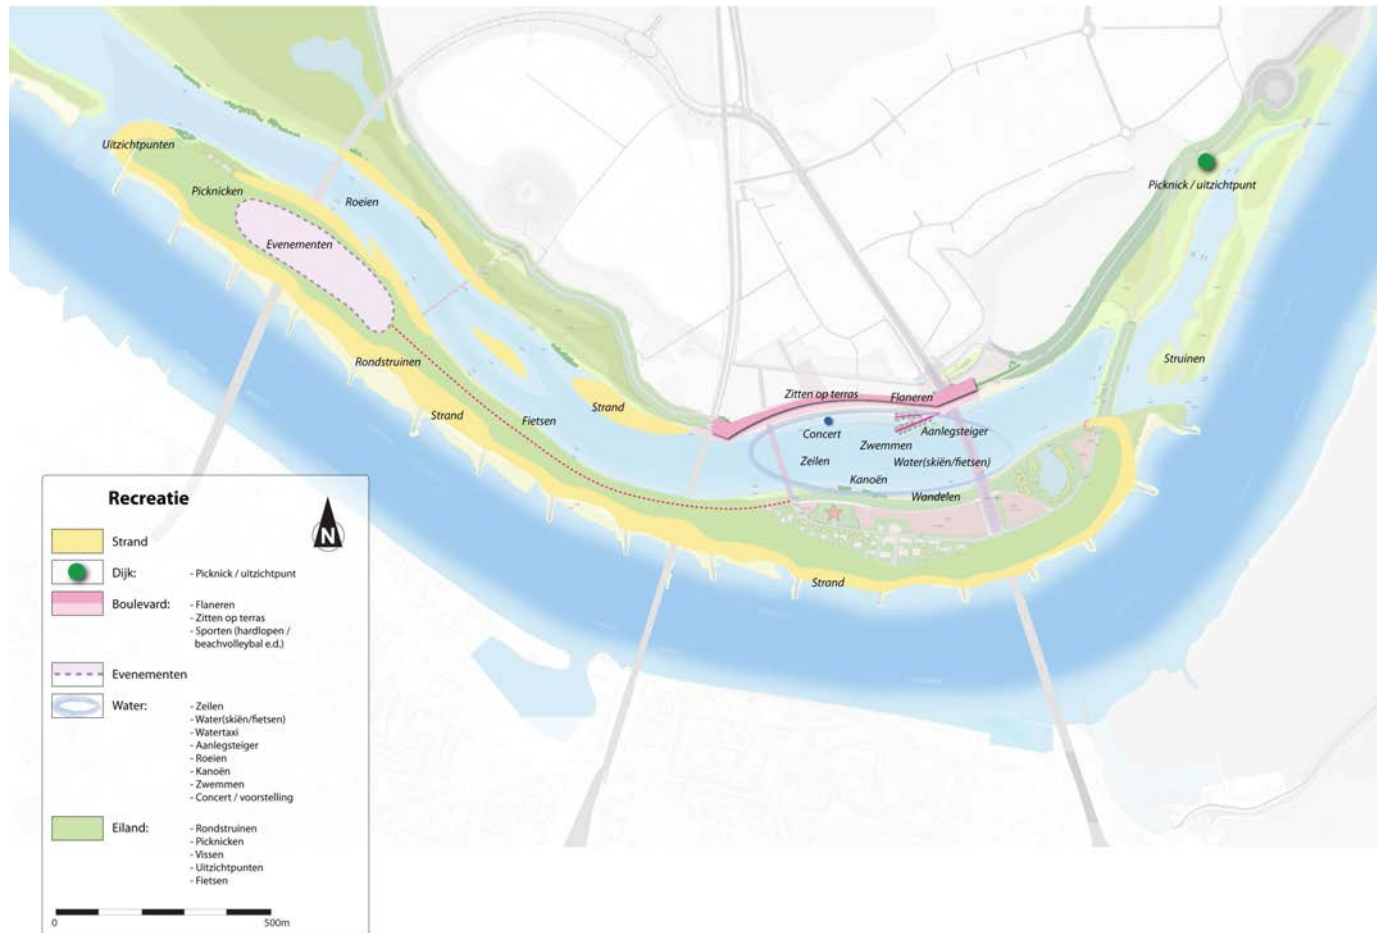 Uitzichtpunten
Picknicken
Roeien
Evenementen
Picknick / uitzichtpunt
Rondstruinen
Strand
Fietsen
Strand
Zitten op terras
Flaneren
Struinen
Concert
Aanlegsteiger
Zwemmen
Zeilen
Water(skiën/fietsen)
Kanoën
Wandelen
Strand
Recreatie
N
Strand
Dijk: - Picknick / uitzichtpunt
Boulevard: - Flaneren
- Zitten op terras
- Sporten (hardlopen /
beachvolleybal e.d.)
Evenementen
Water: - Zeilen
- Water(skiën/fietsen)
- Watertaxi
- Aanlegsteiger
- Roeien
- Kanoën
- Zwemmen
- Concert / voorstelling
Eiland: - Rondstruinen
- Picknicken
- Vissen
- Uitzichtpunten
- Fietsen
0 500m